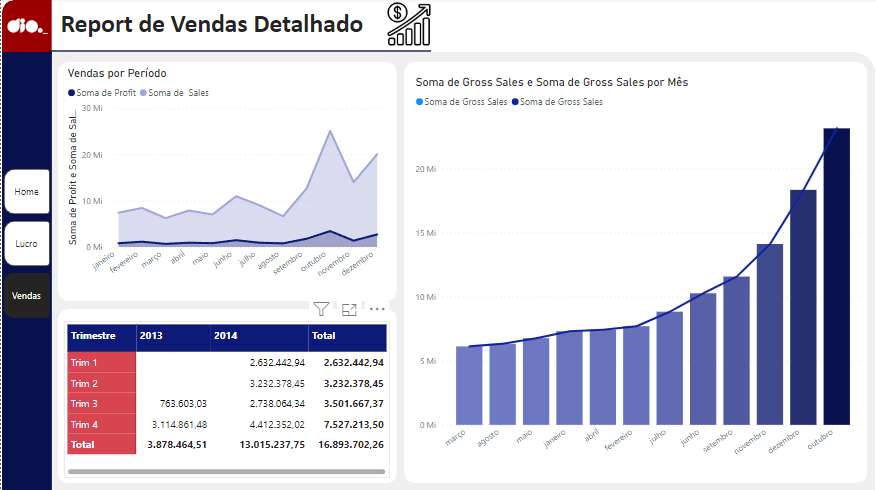 dio._
Report de Vendas Detalhado
$
Home
Lucro
Vendas
Vendas por Período
Soma de Profit Soma de  Sales
Soma de Profit e Soma de Sal...
30 Mi
20 Mi
10 Mi
0 Mi
janeiro fevereiro março abril maio junho julho agosto setembro outubro novembro dezembro
Trimestre 2013 2014 Total
Trim 1 2.632.442,94 2.632.442,94
Trim 2 3.232.378,45 3.232.378,45
Trim 3 763.603,03 2.738.064,34 3.501.667,37
Trim 4 3.114.861,48 4.412.352,02 7.527.213,50
Total 3.878.464,51 13.015.237,75 16.893.702,26
Soma de Gross Sales e Soma de Gross Sales por Mês
Soma de Gross Sales Soma de Gross Sales
20 Mi
15 Mi
10 Mi
5 Mi
0 Mi
março agosto maio janeiro abril fevereiro julho junho setembro novembro dezembro outubro